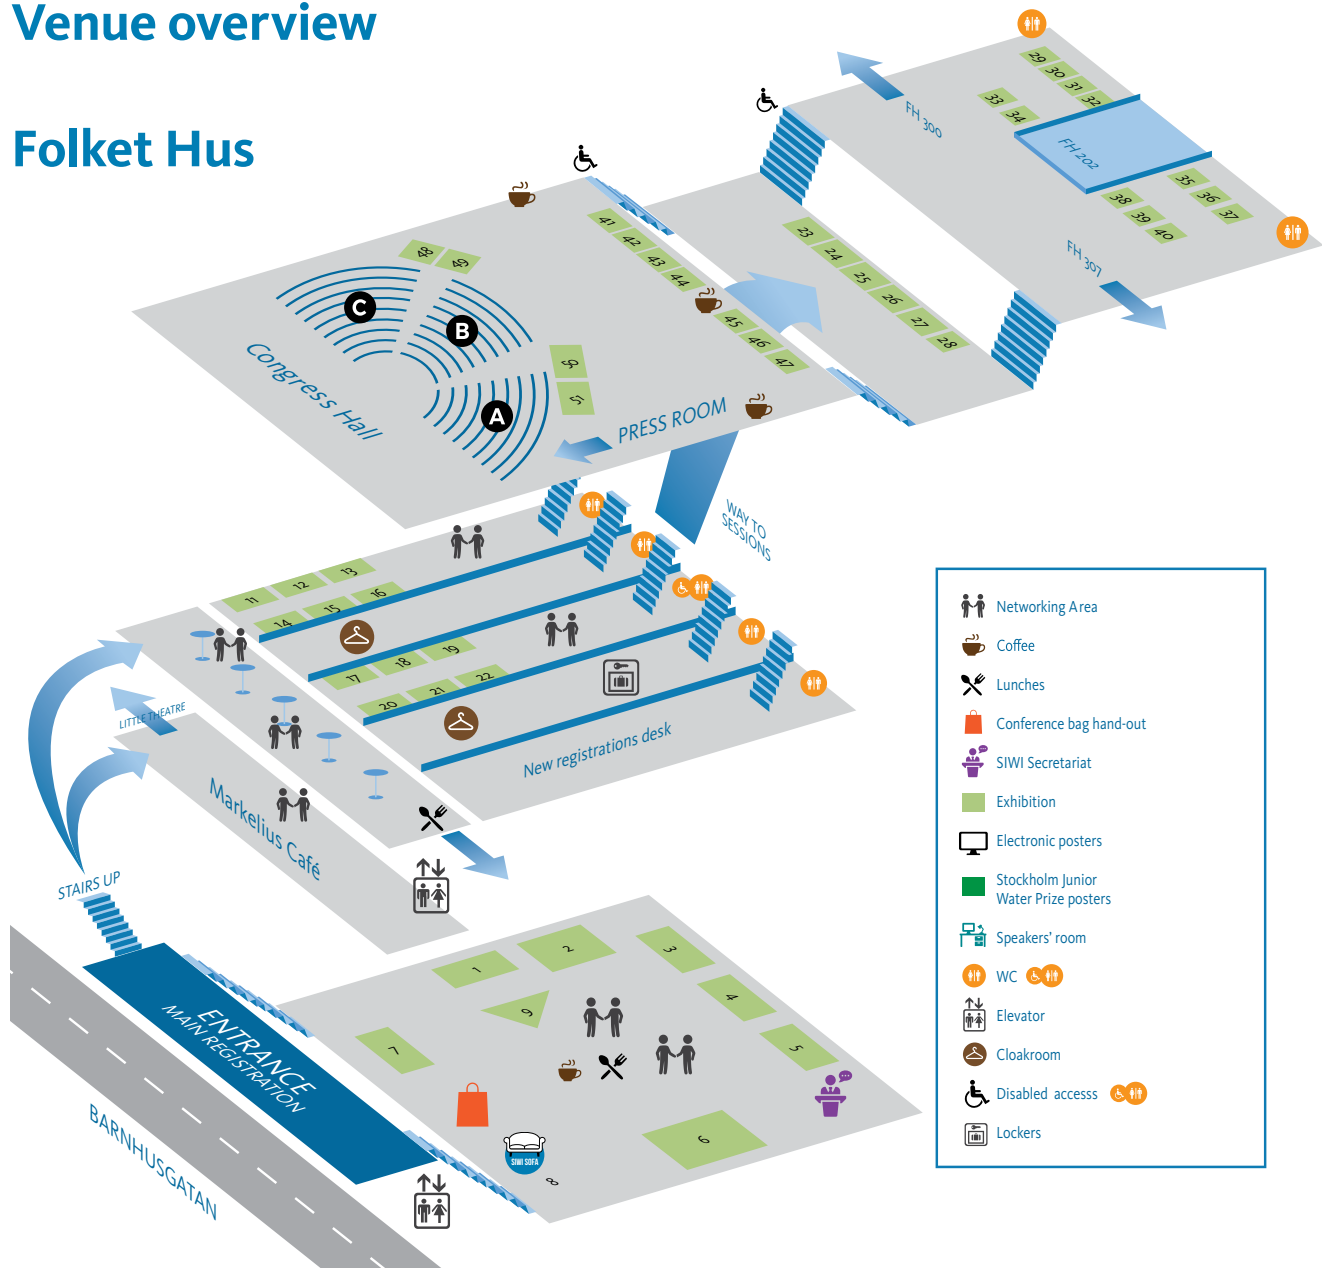 Venue overview
Folket Hus
29
30
31
32
33
34
FH 300
FH 202
35
36
37
38
39
40
FH 307
23
24
25
26
27
28
41
42
43
44
45
46
47
48
49
50
51
C
B
A
Congress Hall
PRESS ROOM
WAY TO
SESSIONS
11
12
13
14
15
16
17
18
19
20
21
22
New registrations desk
LITTLE THEATRE
Markelius Café
STAIRS UP
ENTRANCE
MAIN REGISTRATION
BARNHUSGATAN
1
2
3
4
5
9
7
6
SIWI SOFA
8
Networking Area
Coffee
Lunches
Conference bag hand-out
SIWI Secretariat
Exhibition
Electronic posters
Stockholm Junior
Water Prize posters
Speakers' room
WC
Elevator
Cloakroom
Disabled accesss
Lockers